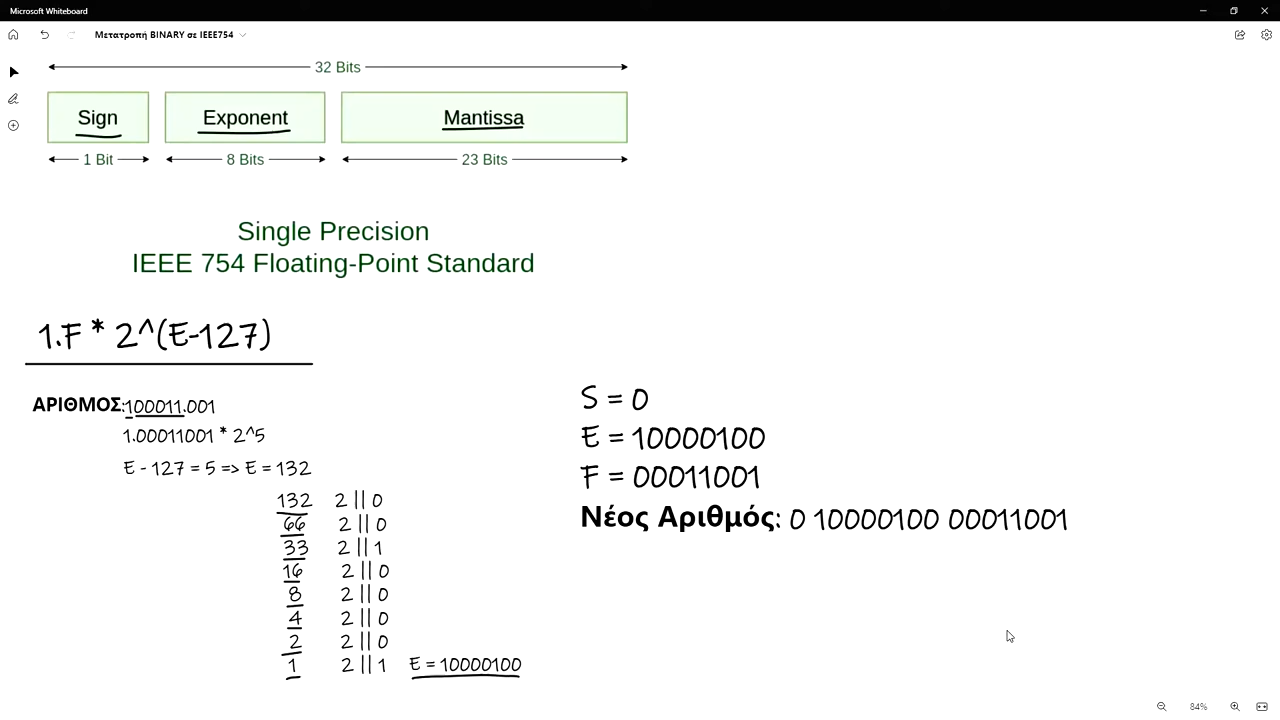 Microsoft Whiteboard
Μετατροπή BINARY σε IEEE754
32 Bits
Sign Exponent Mantissa
1 Bit 8 Bits 23 Bits
Single Precision
IEEE 754 Floating-Point Standard
1.F * 2^(E-127)
ΑΡΙΘΜΟΣ:100011.001
1.00011001 * 2^5
E - 127 = 5 => E = 132
132 2 || 0
66 2 || 0
33 2 || 1
16 2 || 0
8 2 || 0
4 2 || 0
2 2 || 0
1 2 || 1 E = 10000100
S = 0
E = 10000100
F = 00011001
Νέος Αριθμός: 0 10000100 00011001
84%